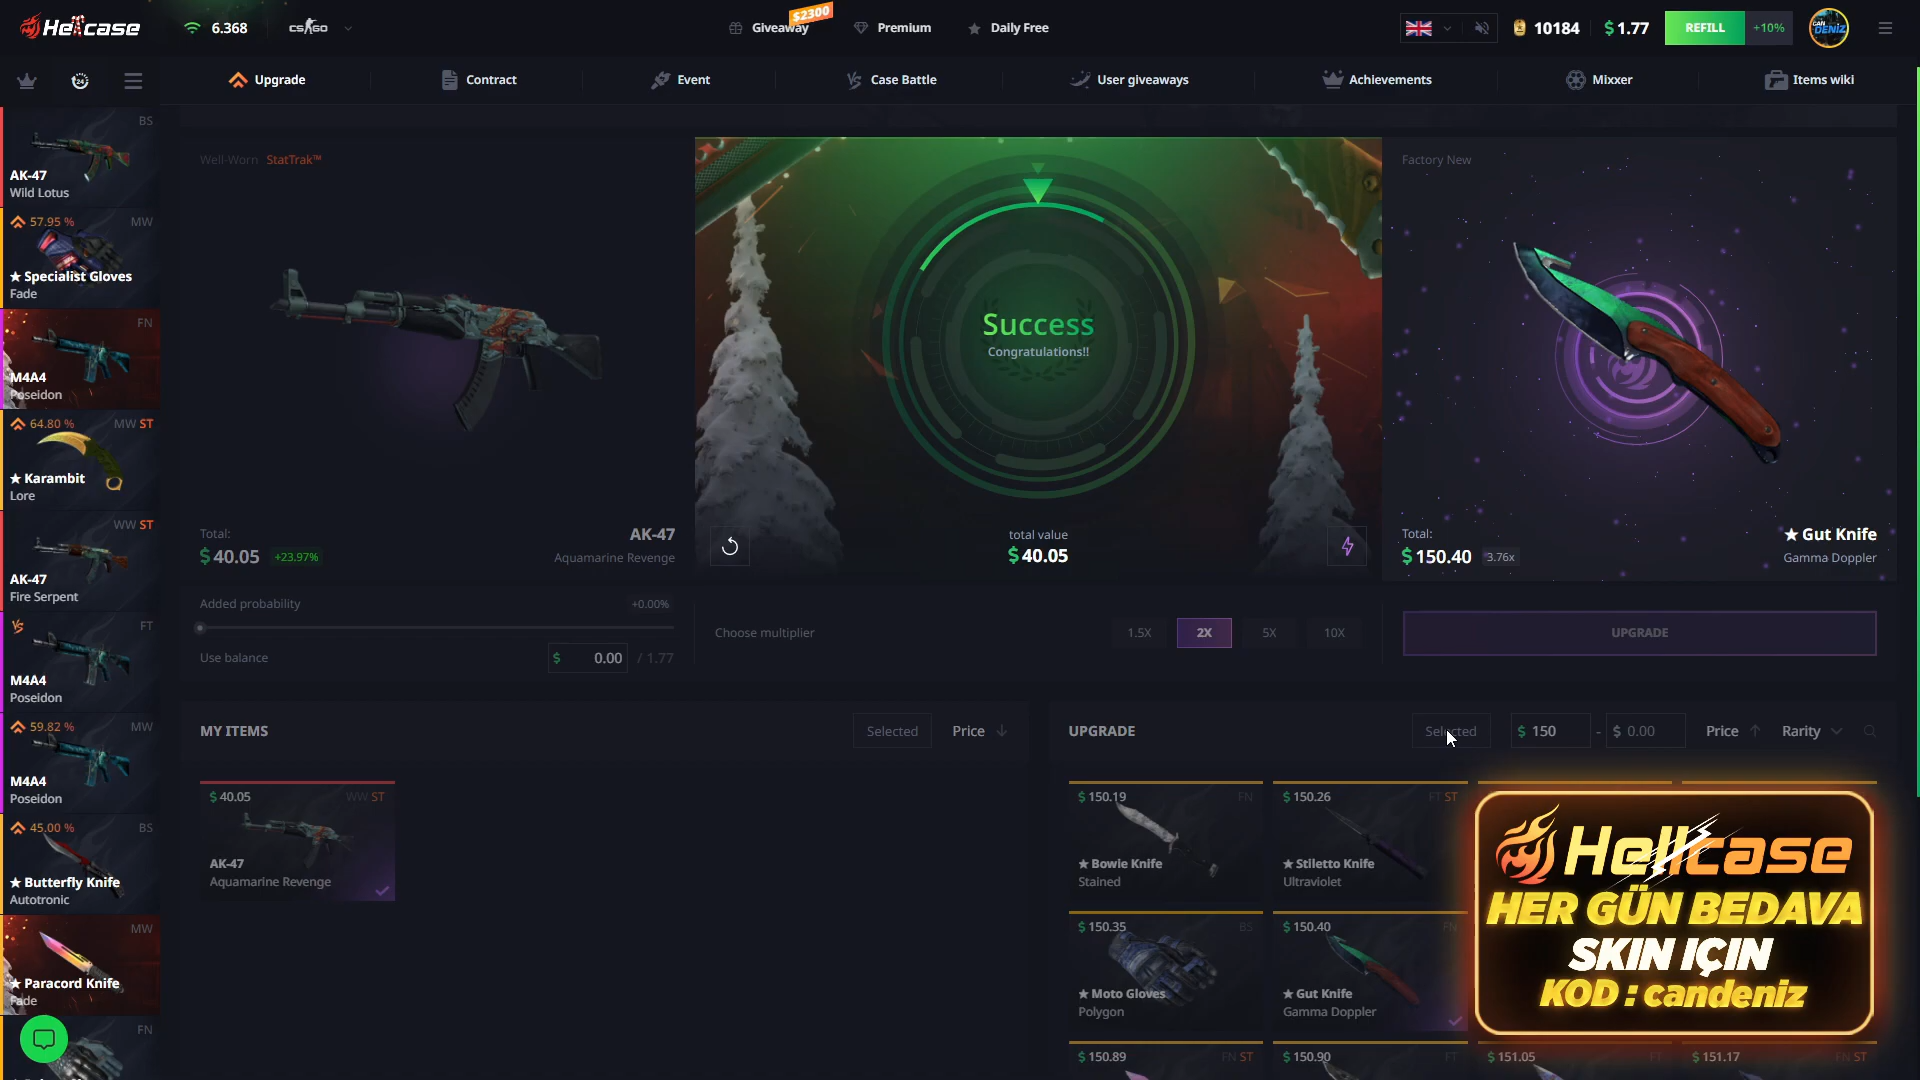 Hellcase
6.368
CS:GO
Giveaway
$2300
Premium
Daily Free
10184
$ 1.77
REFILL
+10%
CAN
DENİZ
24
Upgrade
Contract
Event
Case Battle
User giveaways
Achievements
Mixxer
Items wiki
BS
AK-47
Wild Lotus
57.95 %
MW
★ Specialist Gloves
Fade
FN
M4A4
Poseidon
64.80 %
MW ST
★ Karambit
Lore
WW ST
AK-47
Fire Serpent
VS
FT
M4A4
Poseidon
59.82 %
MW
M4A4
Poseidon
45.00 %
BS
★ Butterfly Knife
Autotronic
MW
★ Paracord Knife
Fade
FN
Well-Worn StatTrak™
Total:
$ 40.05 +23.97%
AK-47
Aquamarine Revenge
Success
Congratulations!!
total value
$ 40.05
Factory New
Total:
$ 150.40 3.76x
★ Gut Knife
Gamma Doppler
Added probability
+0.00%
Use balance
$ 0.00 / 1.77
Choose multiplier
1.5X
2X
5X
10X
UPGRADE
MY ITEMS
Selected
Price
$ 40.05
WW ST
AK-47
Aquamarine Revenge
UPGRADE
Selected
$ 150 - $ 0.00
Price
Rarity
$ 150.19
FN
★ Bowie Knife
Stained
$ 150.26
FT ST
★ Stiletto Knife
Ultraviolet
$ 150.35
BS
★ Moto Gloves
Polygon
$ 150.40
FN
★ Gut Knife
Gamma Doppler
$ 150.89
FN ST
$ 150.90
FT
$ 151.05
FT
$ 151.17
FN ST
Hellcase
HER GÜN BEDAVA
SKIN IÇIN
KOD : candeniz